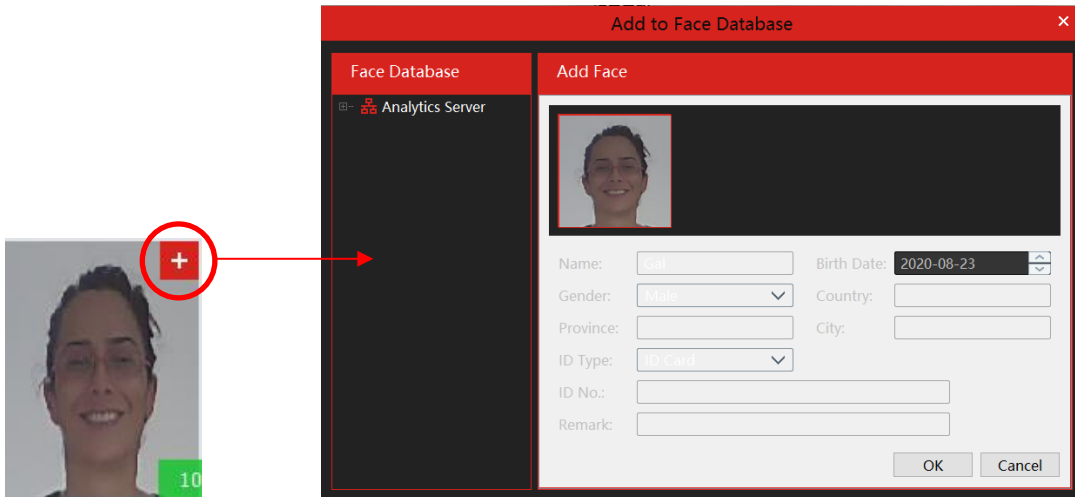 Add to Face Database
×
Face Database
Add Face
Analytics Server
+
10
Name: Gal Birth Date: 2020-08-23
Gender: Male Country:
Province: City:
ID Type: ID Card
ID No.:
Remark:
OK Cancel